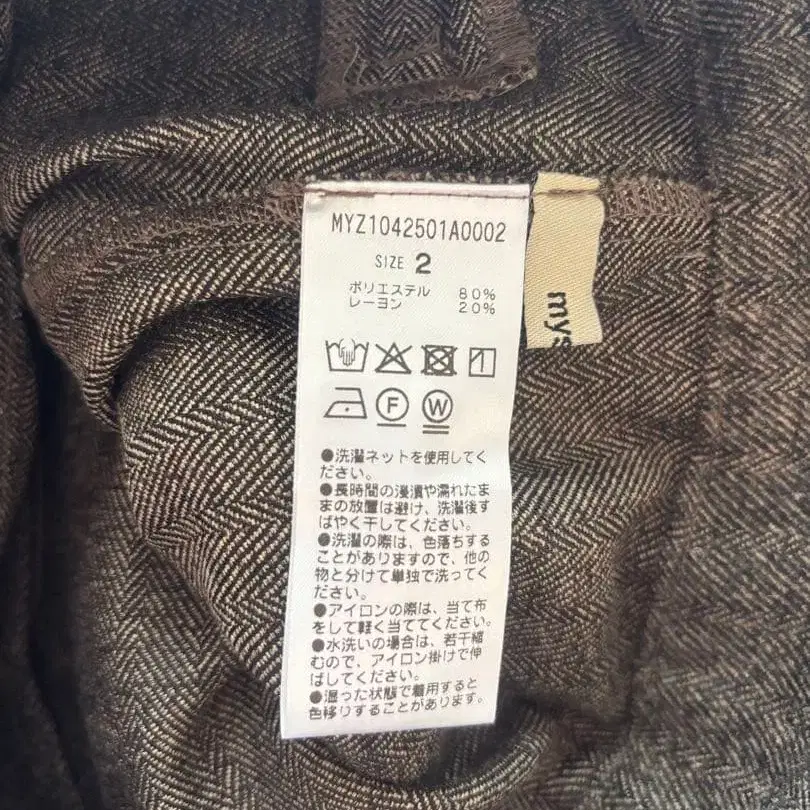 MYZ1042501A0002
SIZE 2
ポリエステル 80%
レーヨン 20%
F W
●洗濯ネットを使用してく
ださい。
●長時間の浸漬や濡れたま
まの放置は避け、洗濯後す
ばやく干してください。
●洗濯の際は、色落ちする
ことがありますので、他の
物と分けて単独で洗ってく
ださい。
●アイロンの際は、当て布
をして軽く当ててください。
●水洗いの場合は、若干縮
むので、アイロン掛けで伸
ばしてください。
●湿った状態で着用すると
色移りすることがあります。
mys